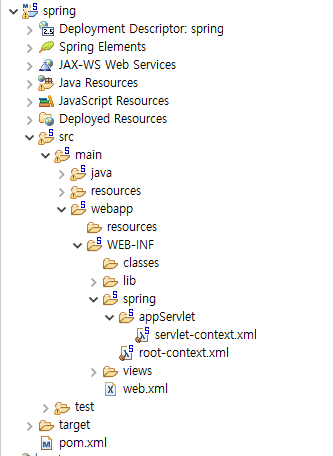 spring
Deployment Descriptor: spring
Spring Elements
JAX-WS Web Services
Java Resources
JavaScript Resources
Deployed Resources
src
main
java
resources
webapp
resources
WEB-INF
classes
lib
spring
appServlet
servlet-context.xml
root-context.xml
views
web.xml
test
target
pom.xml